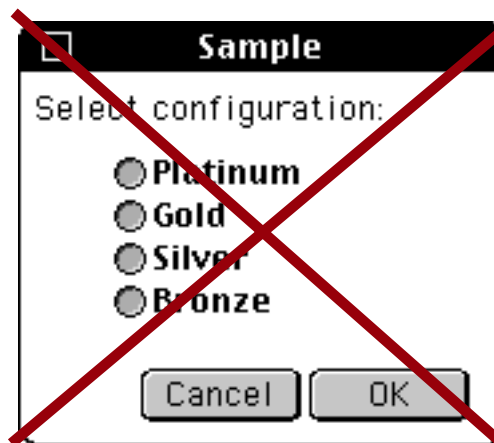 Sample
Select configuration:
Platinum
Gold
Silver
Bronze
Cancel OK